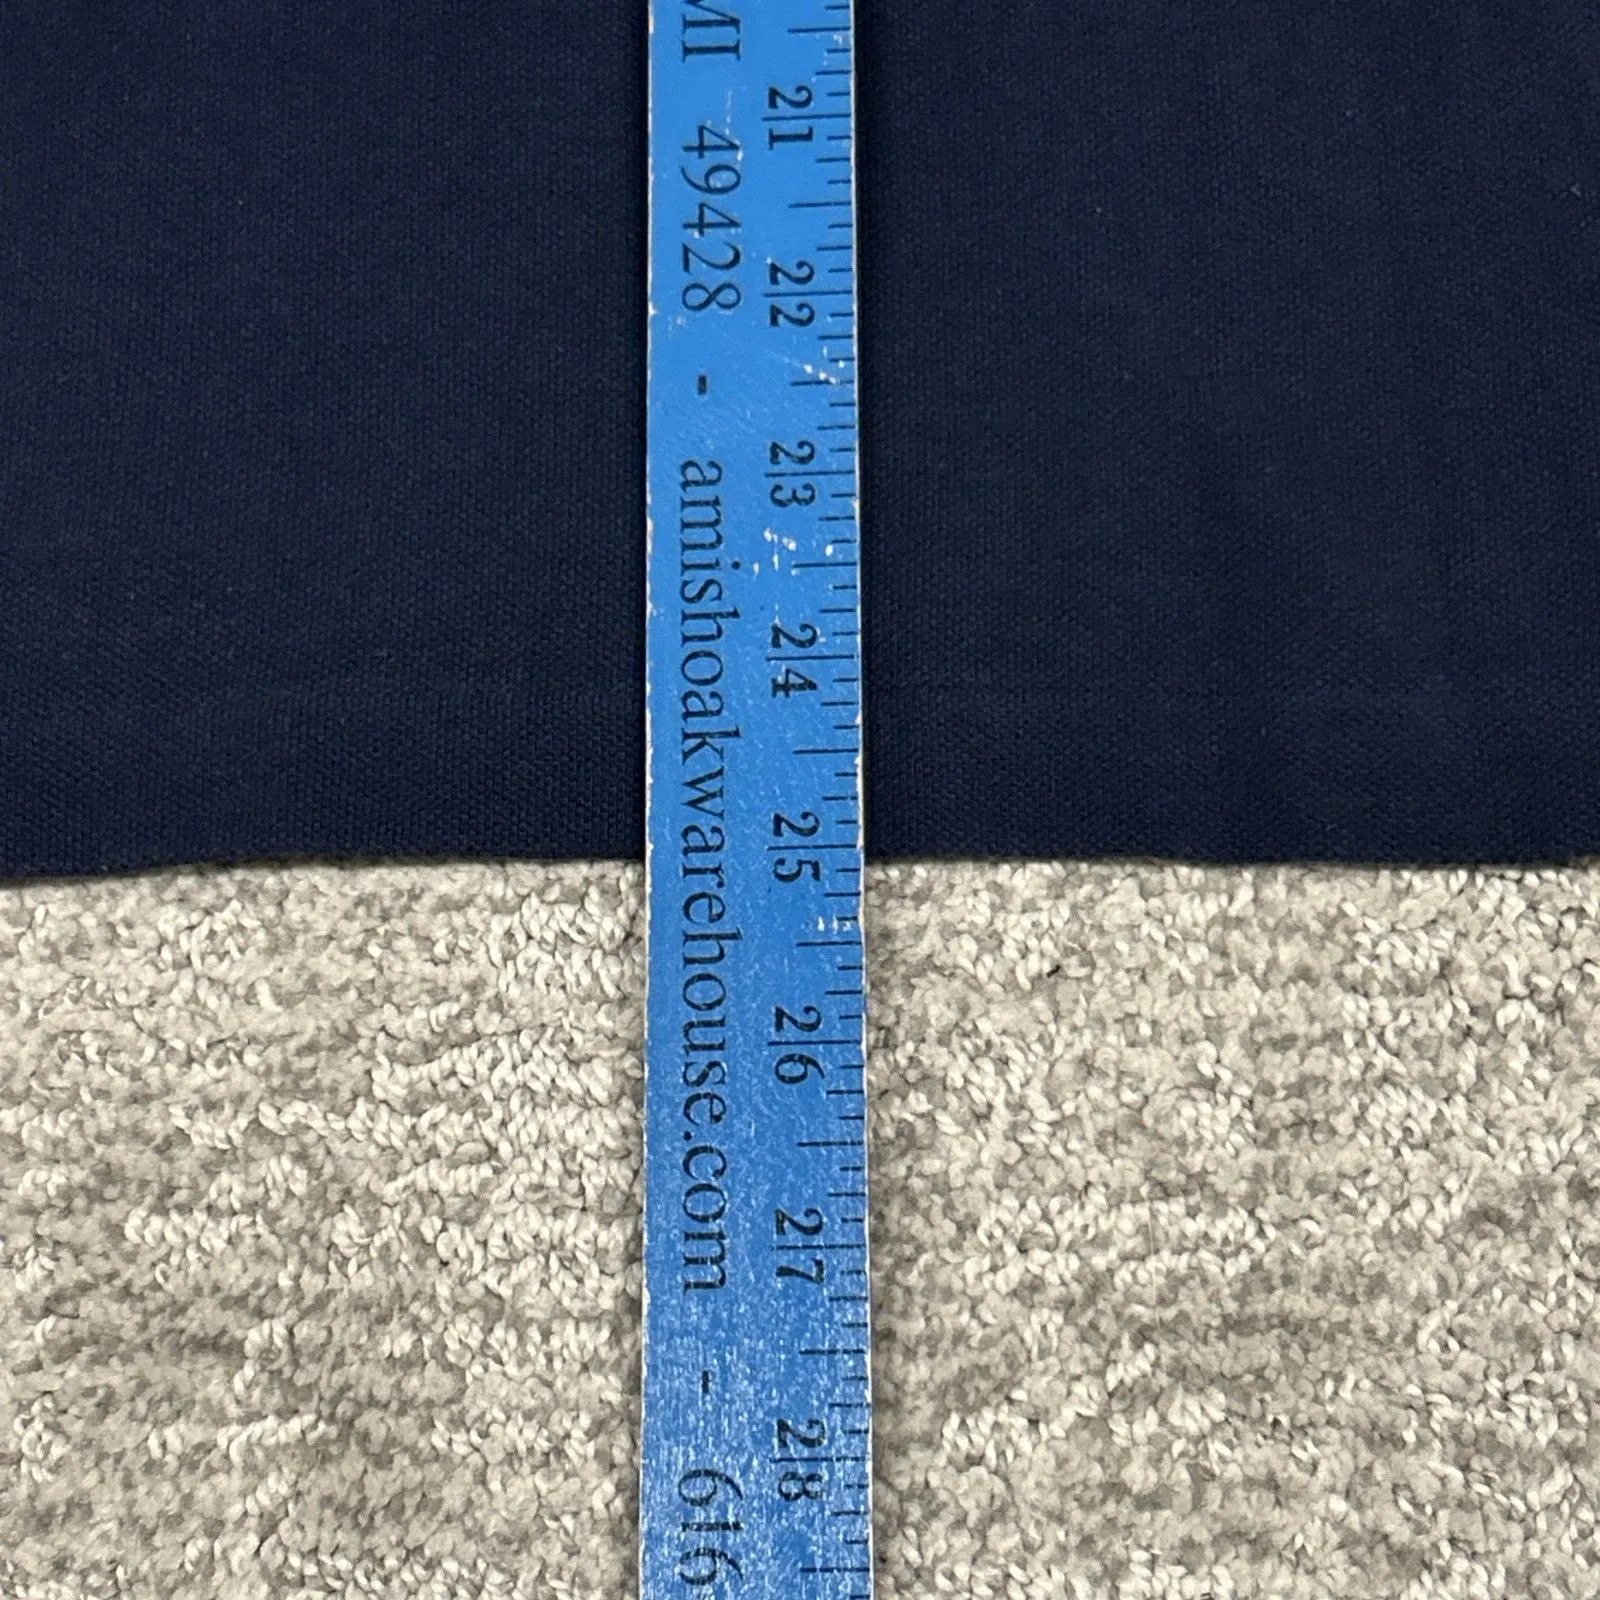 MI 49428 - amishoakwarehouse.com - 616
21 22 23 24 25 26 27 28